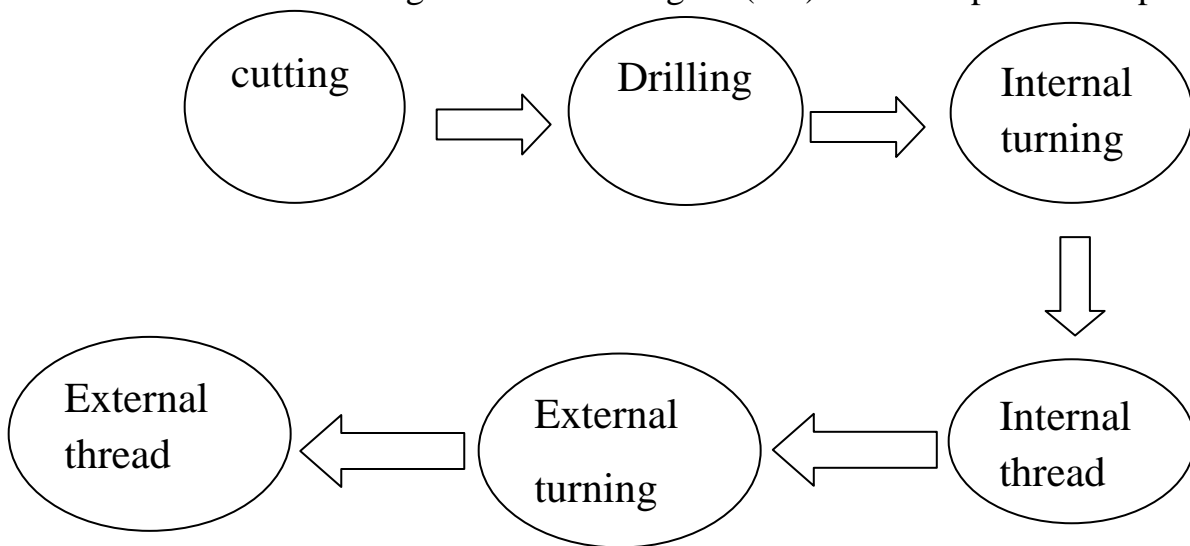 cutting
Drilling
Internal
turning
Internal
thread
External
turning
External
thread